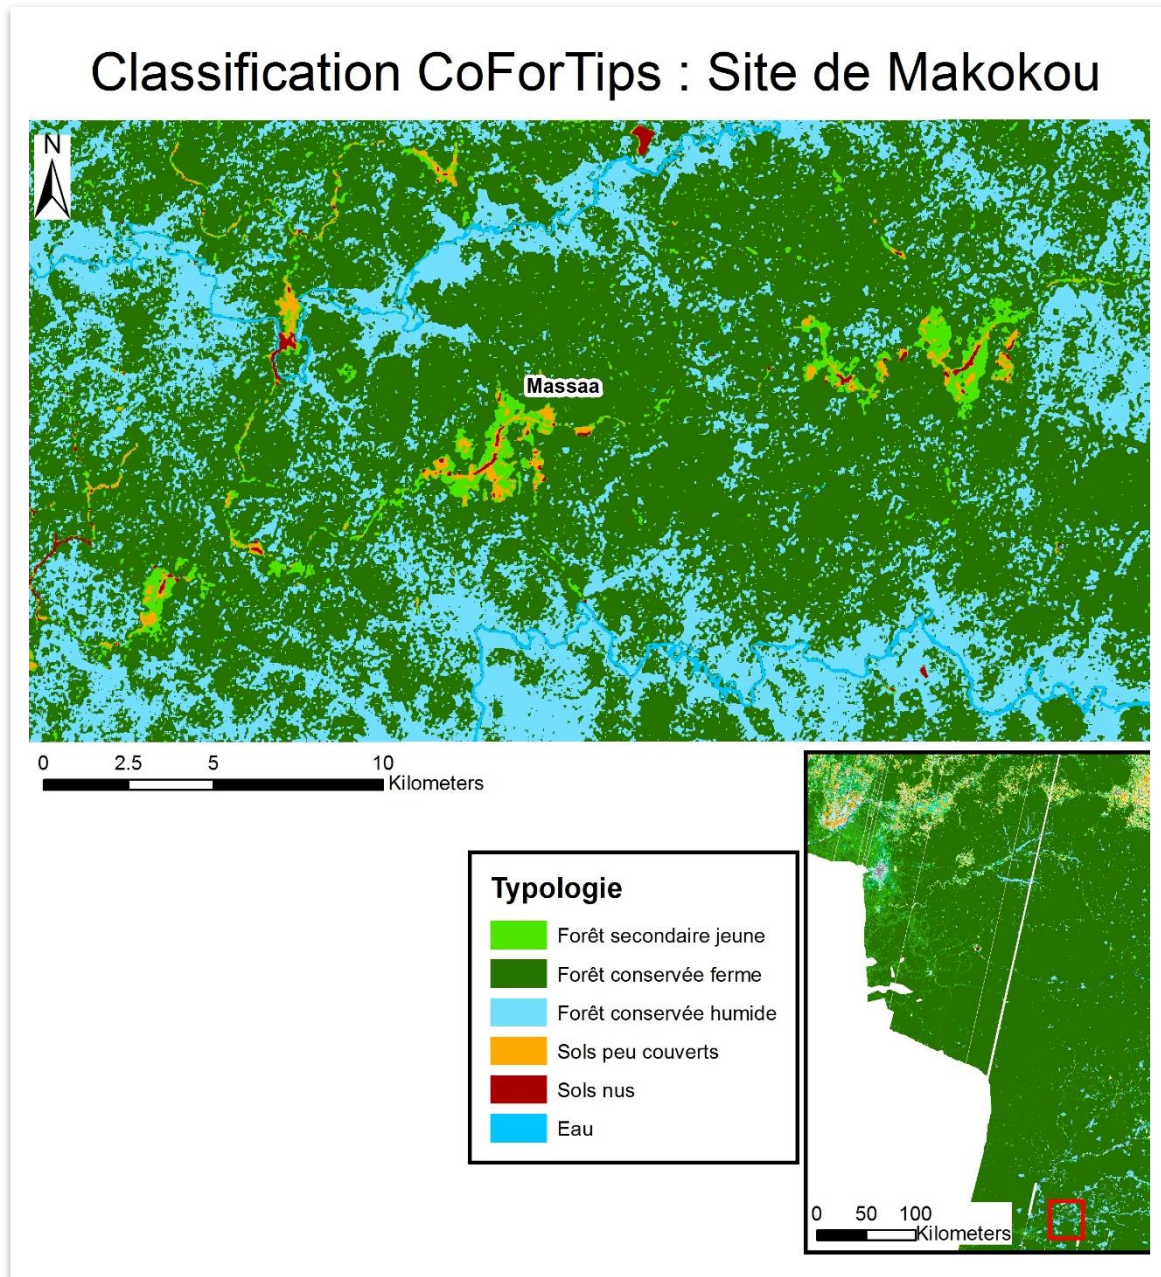 Classification CoForTips : Site de Makokou
N
Massaa
0 2.5 5 10
Kilometers
Typologie
Forêt secondaire jeune
Forêt conservée ferme
Forêt conservée humide
Sols peu couverts
Sols nus
Eau
0 50 100
Kilometers